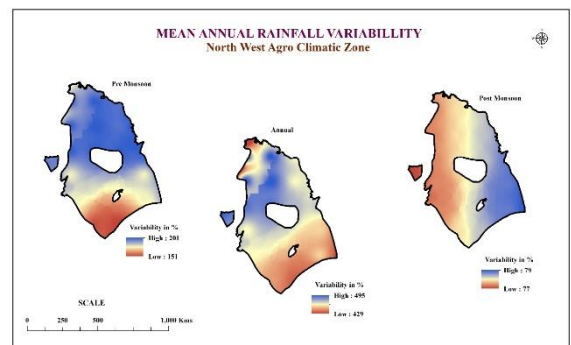 MEAN ANNUAL RAINFALL VARIABILLITY
North West Agro Climatic Zone
Pre Monsoon
Variability in %
High : 201
Low : 151
Annual
Variability in %
High : 495
Low : 429
Post Monsoon
Variability in %
High : 79
Low : 77
SCALE
0 250 500 1,000 Kms